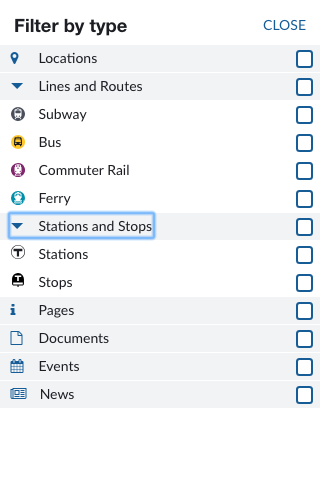 Filter by type
CLOSE
Locations
Lines and Routes
Subway
Bus
Commuter Rail
Ferry
Stations and Stops
Stations
Stops
Pages
Documents
Events
News